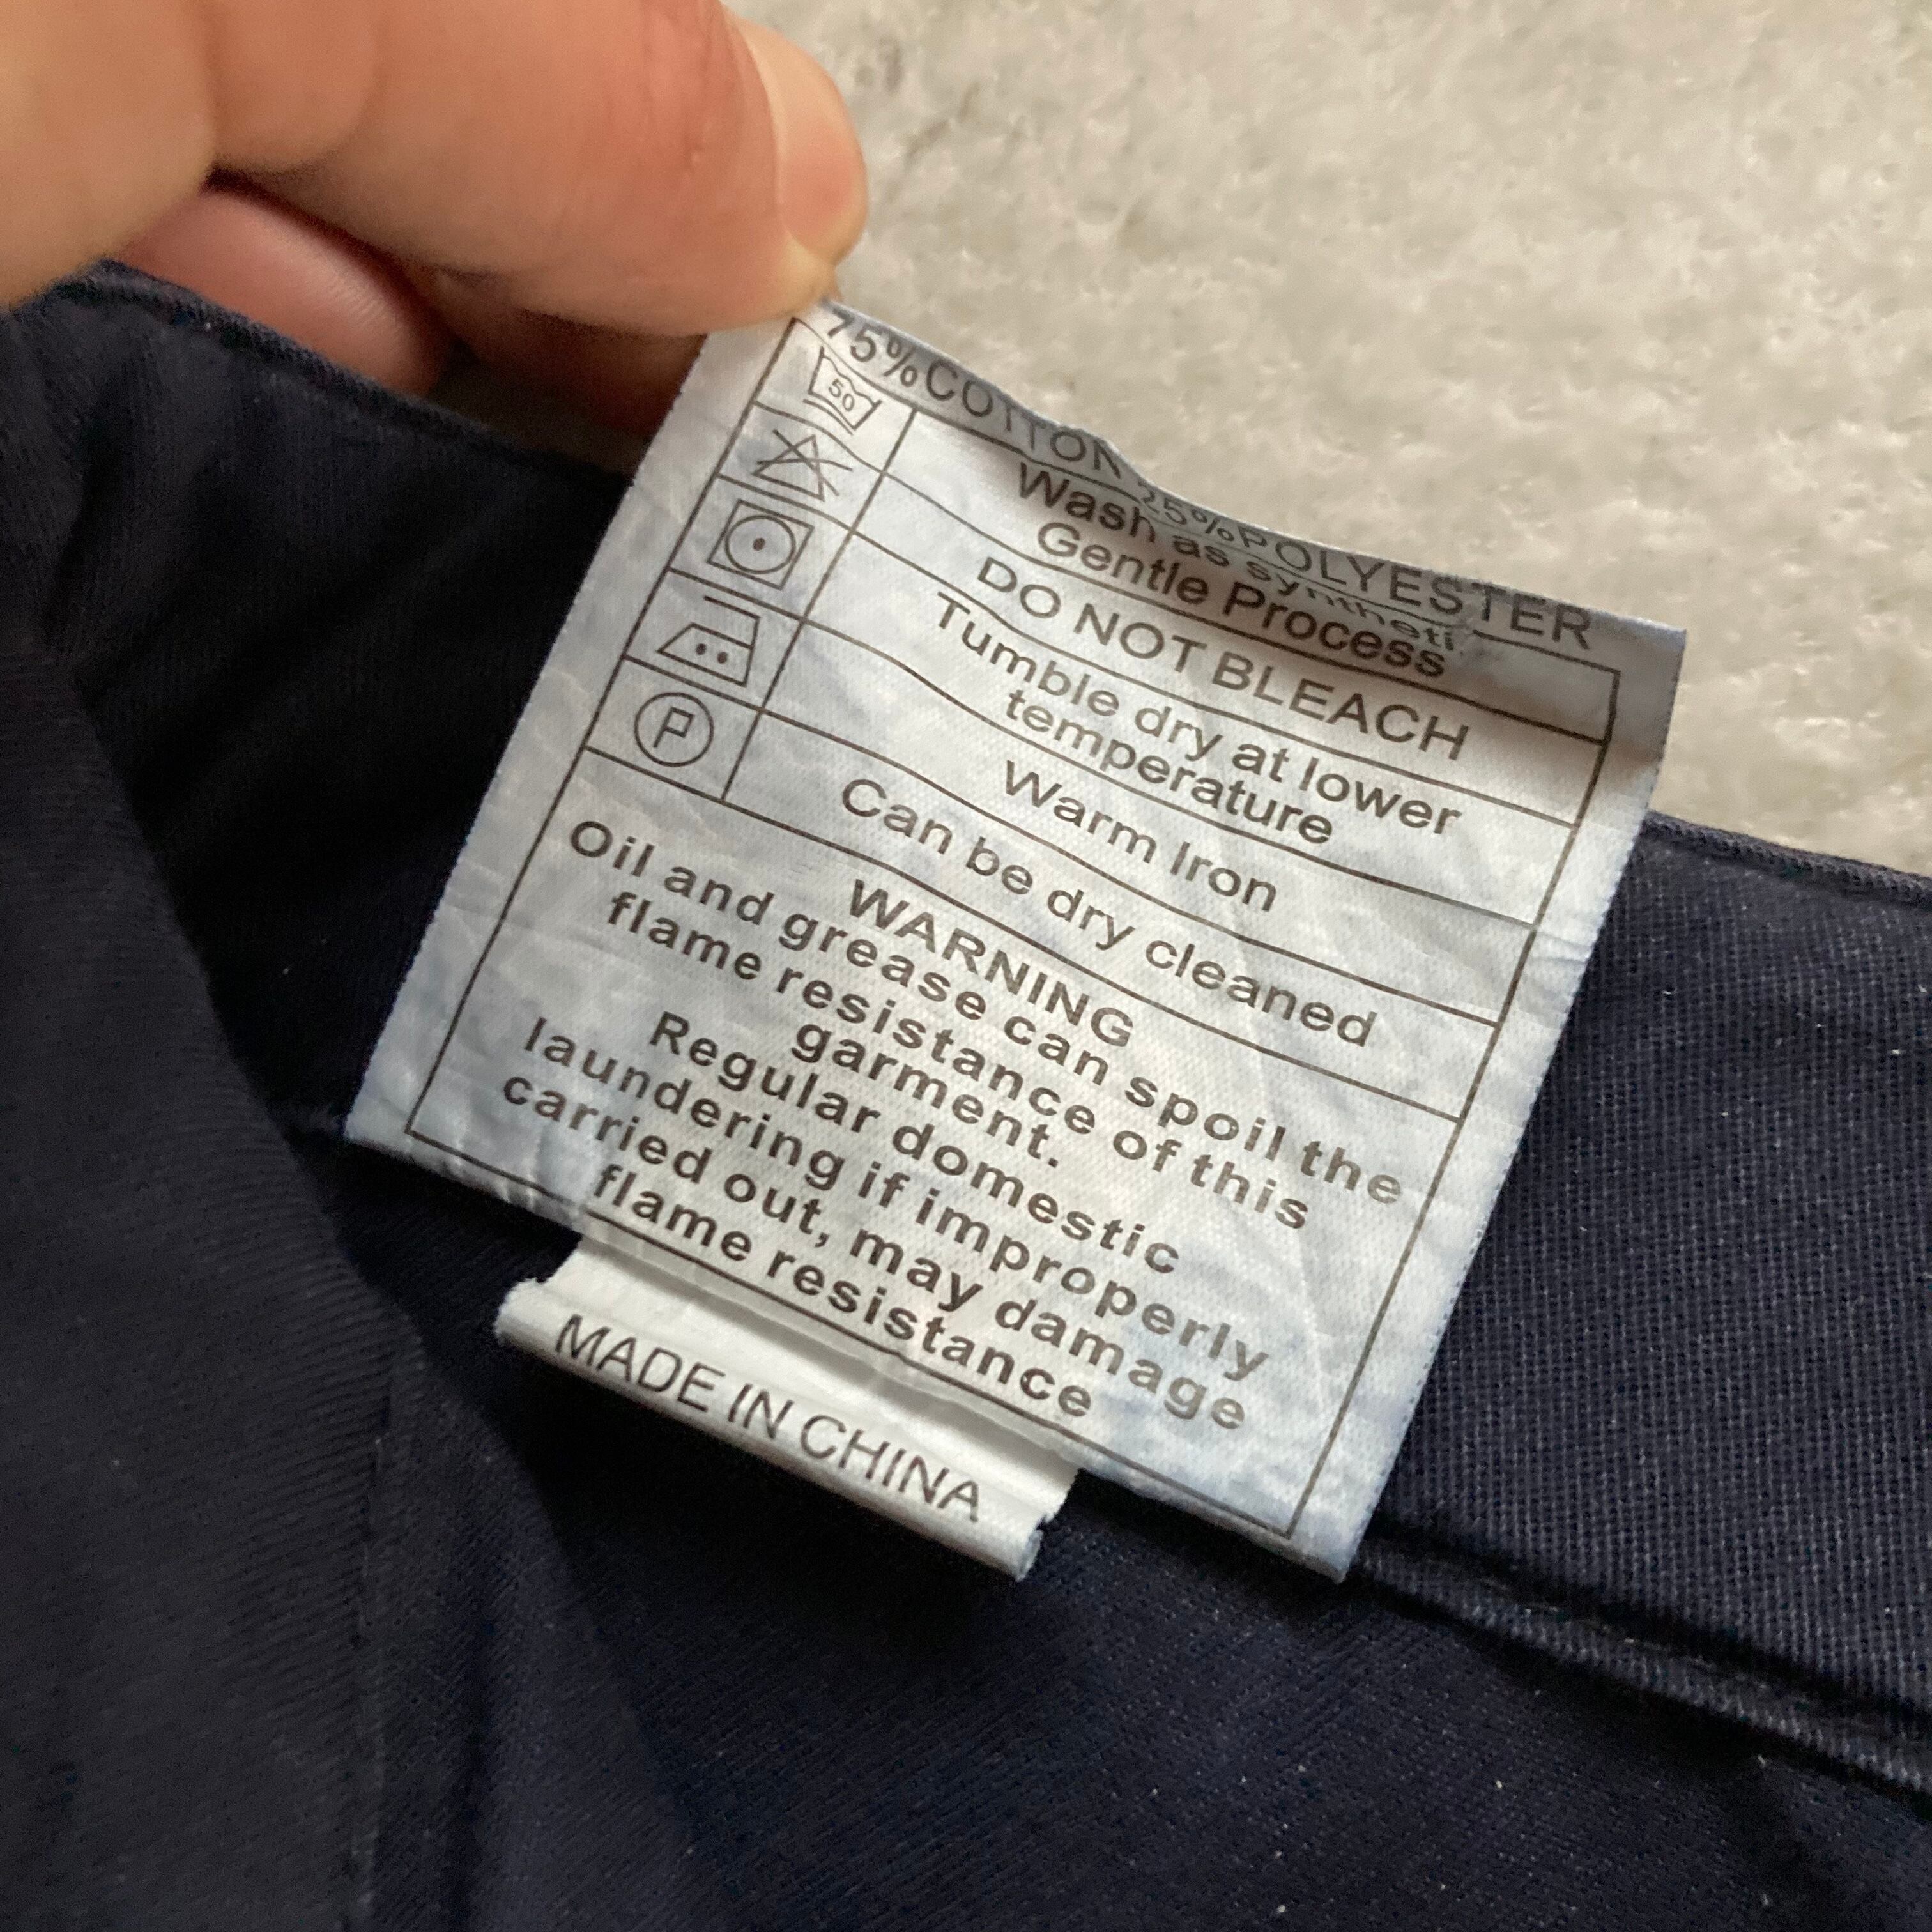 75%COTTON 25%POLYESTER
50
Wash as syntheti
Gentle Process
DO NOT BLEACH
Tumble dry at lower
temperature
Warm Iron
P
Can be dry cleaned
WARNING
Oil and grease can spoil the
flame resistance of this
garment.
Regular domestic
laundering if improperly
carried out, may damage
flame resistance
MADE IN CHINA